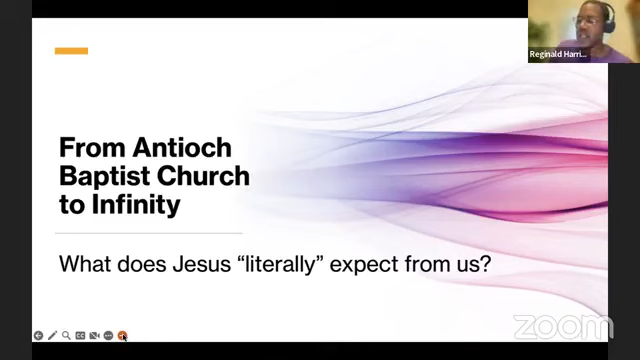 Reginald Harri...
From Antioch
Baptist Church
to Infinity
What does Jesus “literally” expect from us?
zoom